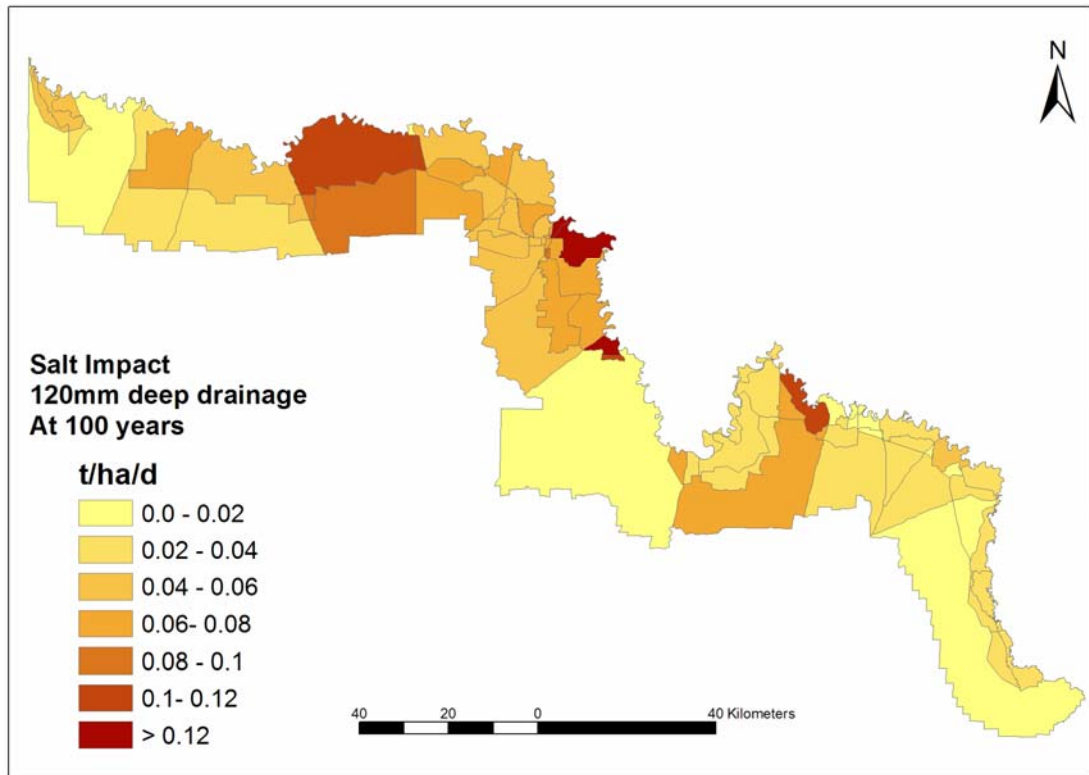 N
Salt Impact
120mm deep drainage
At 100 years
t/ha/d
0.0 - 0.02
0.02 - 0.04
0.04 - 0.06
0.06- 0.08
0.08 - 0.1
0.1- 0.12
> 0.12
40 20 0 40 Kilometers